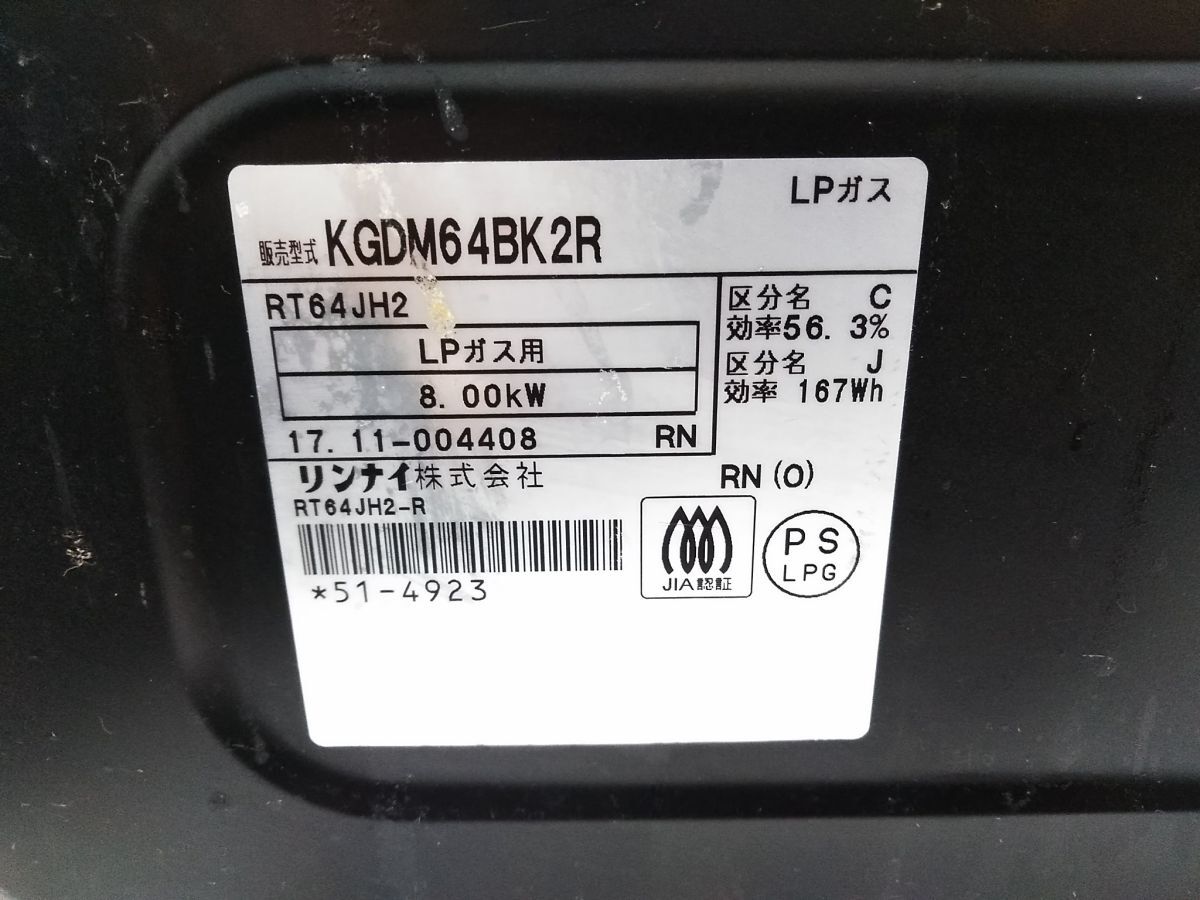 LPガス
販売型式 KGDM64BK2R
RT64JH2
LPガス用
8.00kW
17.11-004408 RN
区分名 C
効率56.3%
区分名 J
効率 167Wh
リンナイ株式会社
RN(O)
RT64JH2-R
*51-4923
JIA認証
PS
LPG